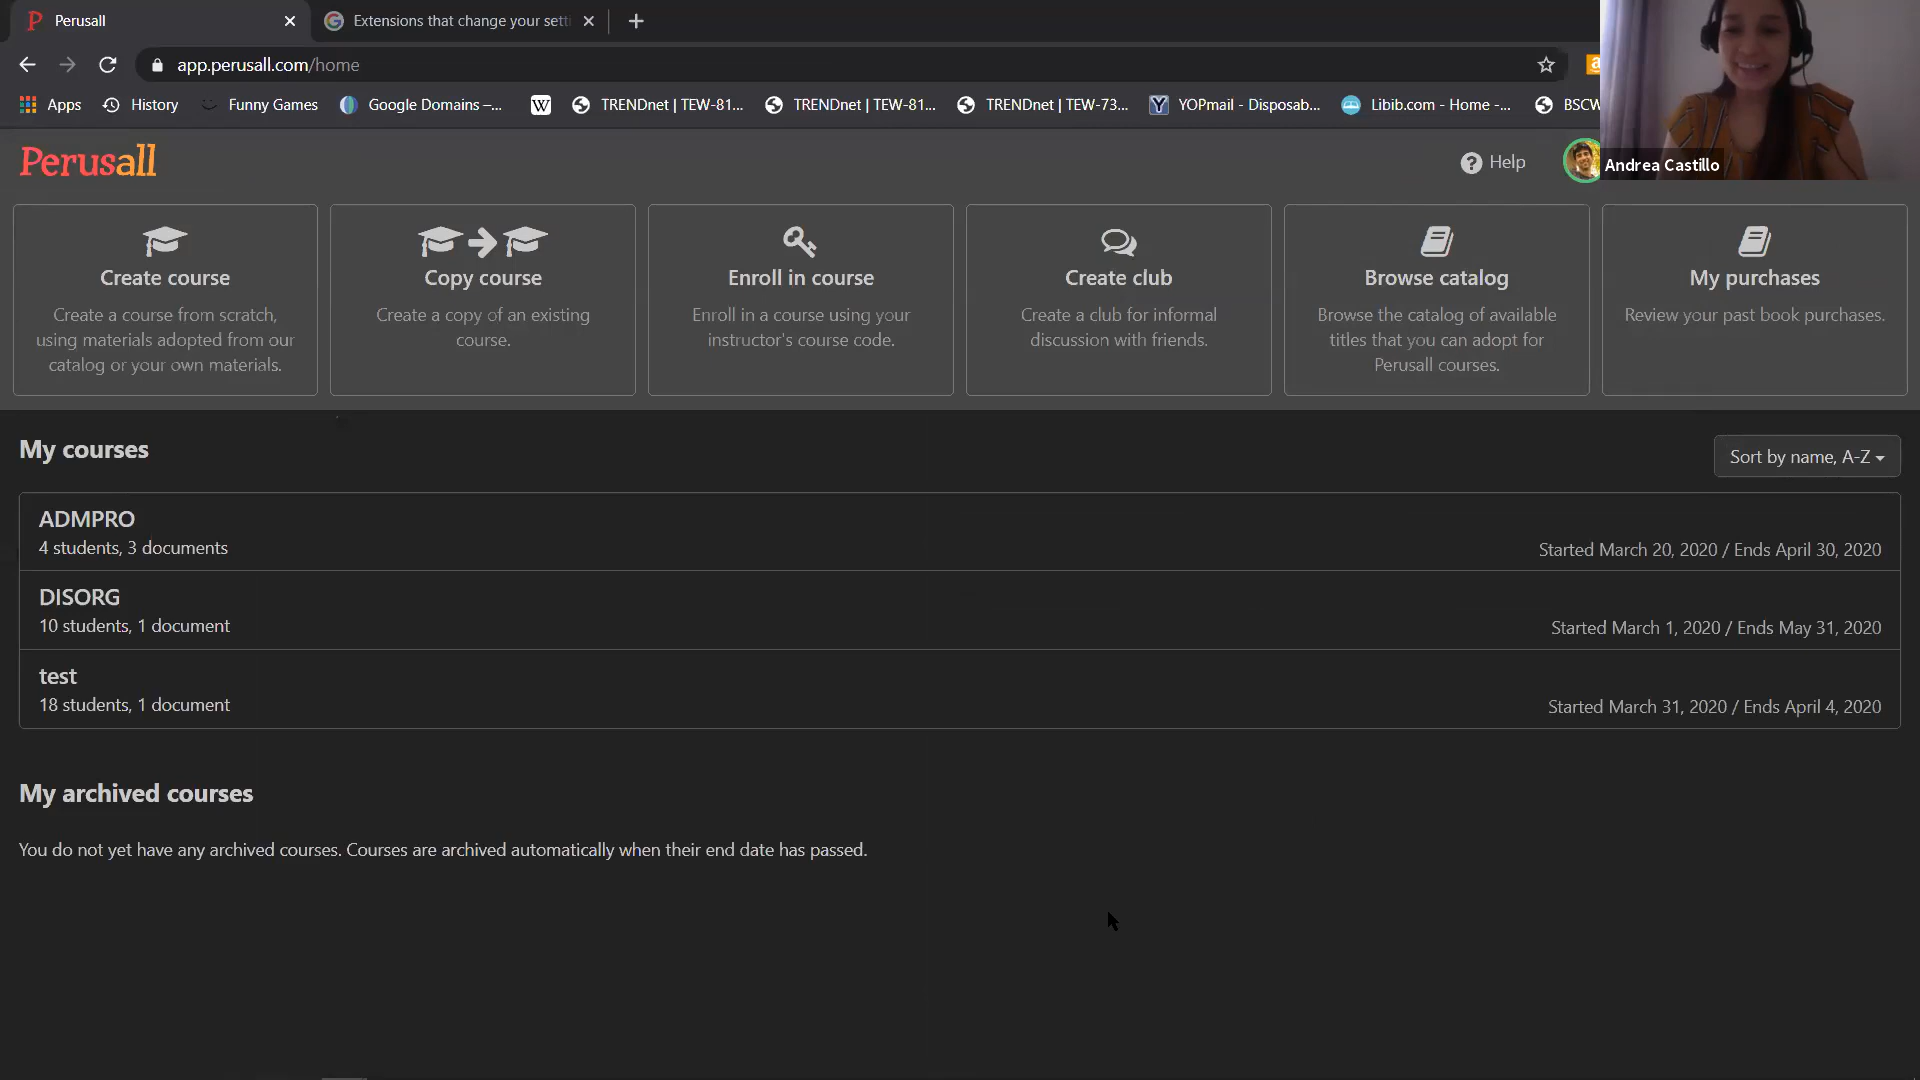 Perusall
Extensions that change your sett
app.perusall.com/home
Apps
History
Funny Games
Google Domains –...
W
TRENDnet | TEW-81...
TRENDnet | TEW-81...
TRENDnet | TEW-73...
YOPmail - Disposab...
Libib.com - Home -...
BSCW
Perusall
Help
Andrea Castillo
Create course
Create a course from scratch,
using materials adopted from our
catalog or your own materials.
Copy course
Create a copy of an existing
course.
Enroll in course
Enroll in a course using your
instructor's course code.
Create club
Create a club for informal
discussion with friends.
Browse catalog
Browse the catalog of available
titles that you can adopt for
Perusall courses.
My purchases
Review your past book purchases.
My courses
Sort by name, A-Z
ADMPRO
4 students, 3 documents
Started March 20, 2020 / Ends April 30, 2020
DISORG
10 students, 1 document
Started March 1, 2020 / Ends May 31, 2020
test
18 students, 1 document
Started March 31, 2020 / Ends April 4, 2020
My archived courses
You do not yet have any archived courses. Courses are archived automatically when their end date has passed.